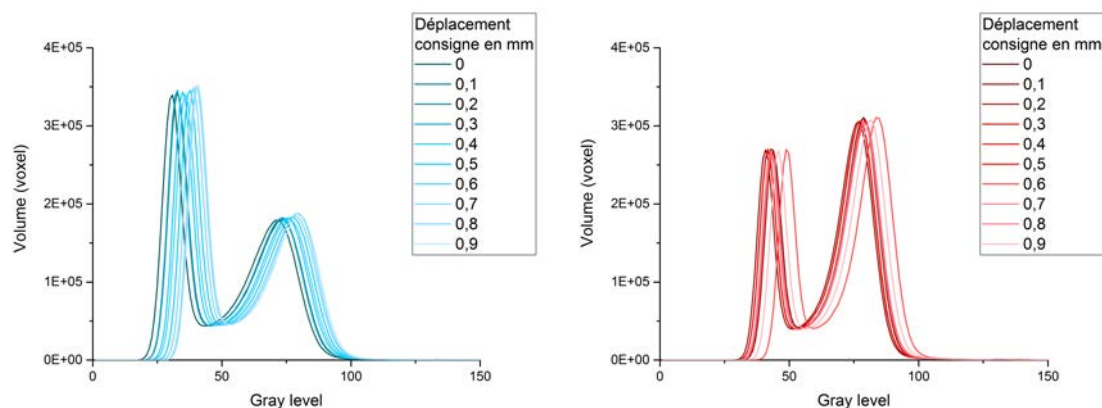 Déplacement
consigne en mm
0
0,1
0,2
0,3
0,4
0,5
0,6
0,7
0,8
0,9
4E+05
3E+05
2E+05
1E+05
0E+00
Volume (voxel)
0
50
100
150
Gray level
Déplacement
consigne en mm
0
0,1
0,2
0,3
0,4
0,5
0,6
0,7
0,8
0,9
4E+05
3E+05
2E+05
1E+05
0E+00
Volume (voxel)
0
50
100
150
Gray level